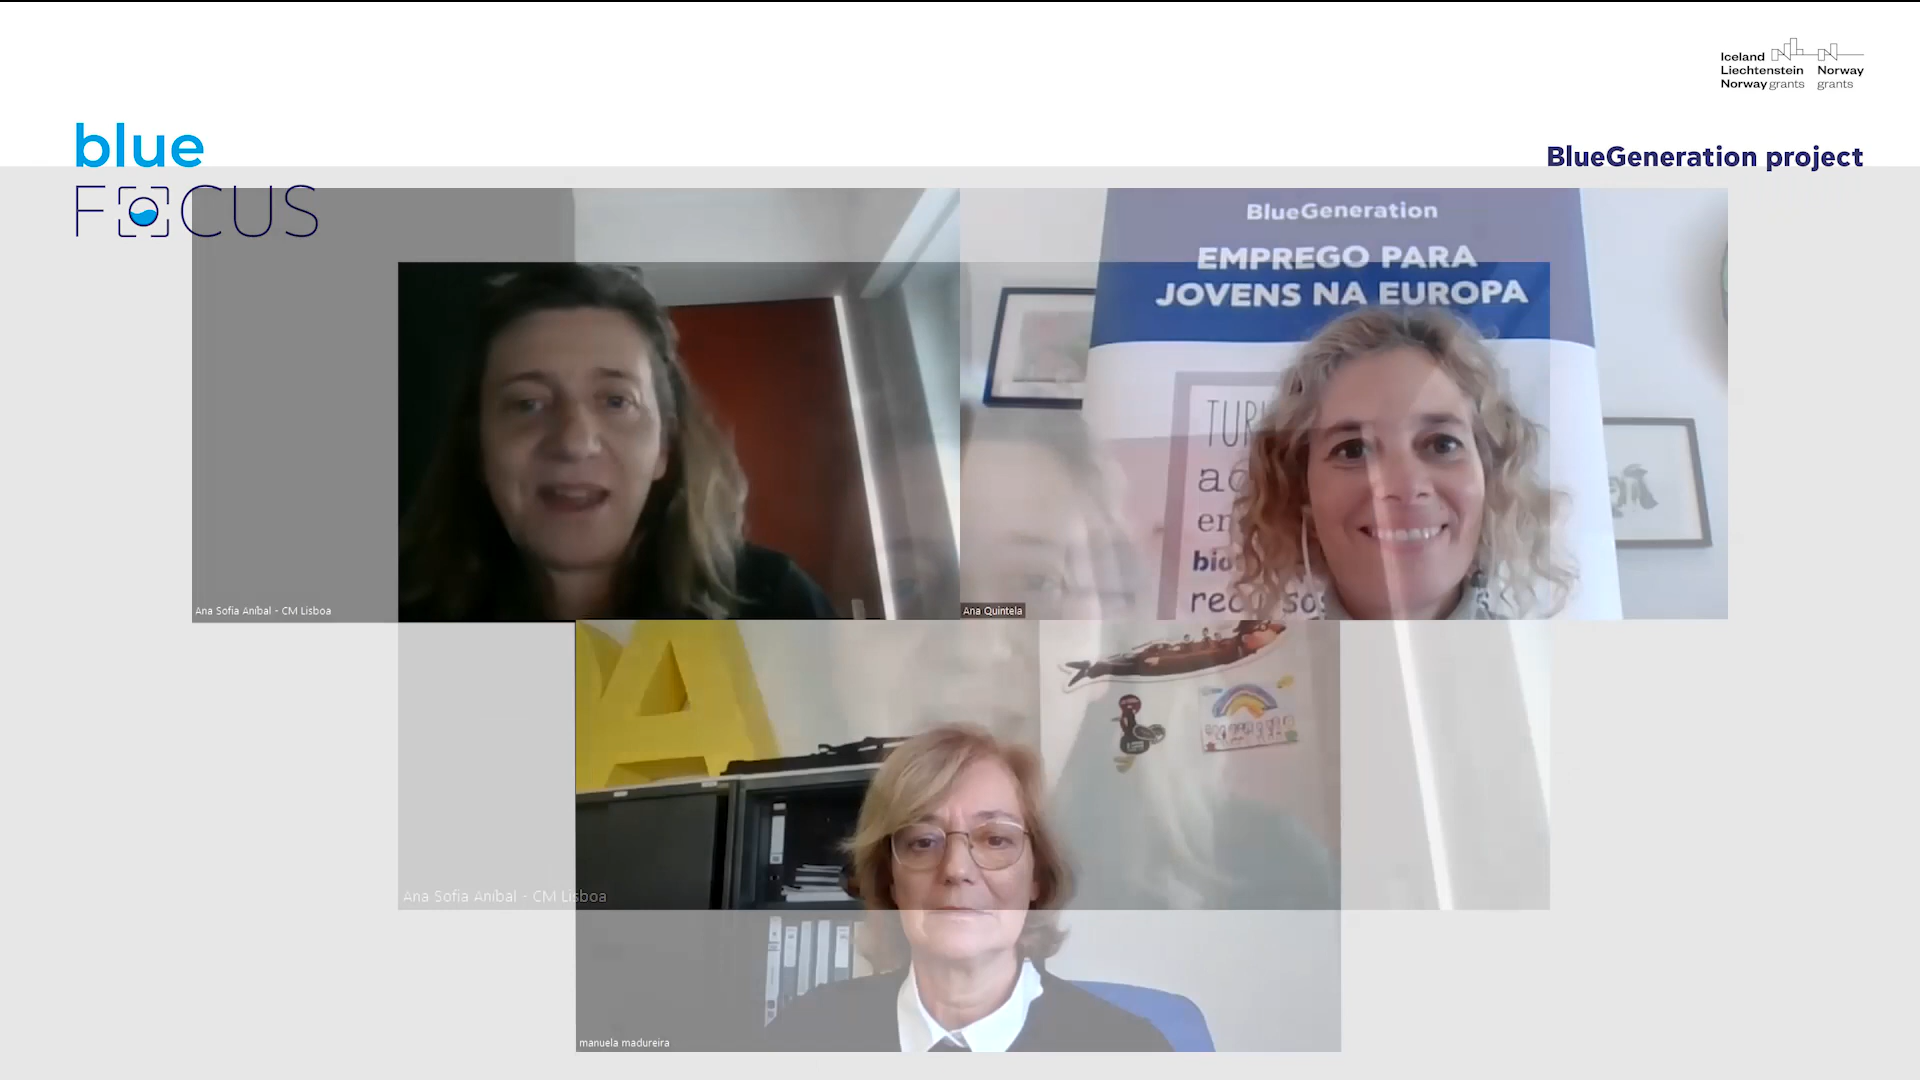 Iceland
Liechtenstein Norway
Norway grants grants
blue
FOCUS
BlueGeneration project
BlueGeneration
EMPREGO PARA
JOVENS NA EUROPA
Ana Sofia Aníbal - CM Lisboa
Ana Quintela
A
Ana Sofia Aníbal - CM Lisboa
manuela madureira